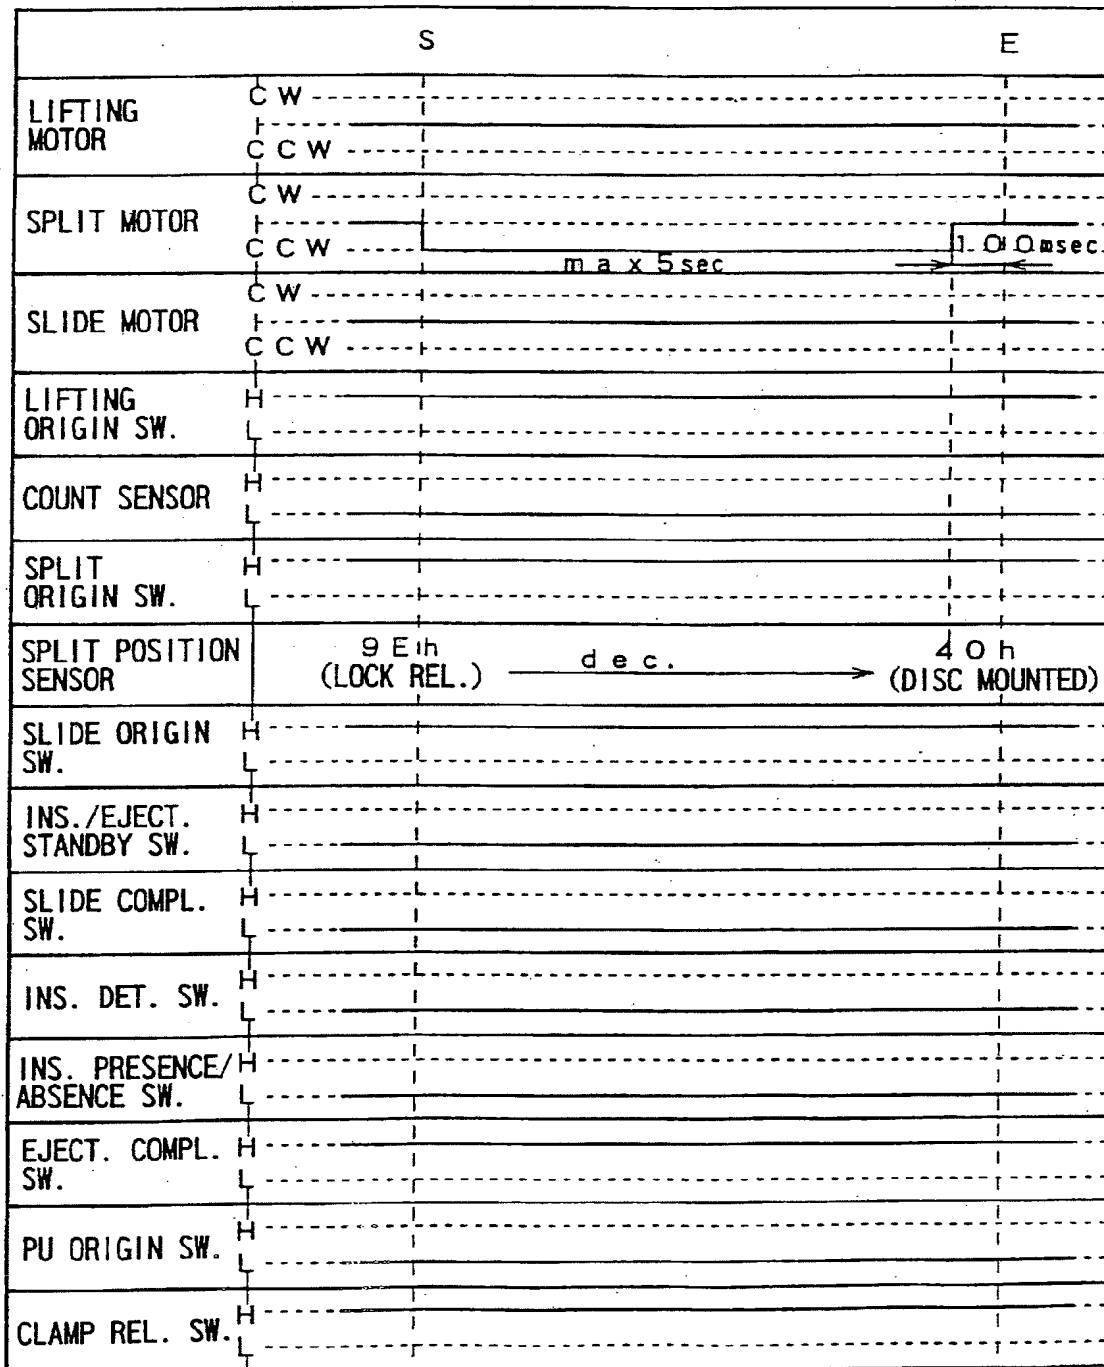 S E
LIFTING
MOTOR
CW
CCW
SPLIT MOTOR
CW
CCW
max 5sec
100msec
SLIDE MOTOR
CW
CCW
LIFTING
ORIGIN SW.
H
L
COUNT SENSOR
H
L
SPLIT
ORIGIN SW.
H
L
SPLIT POSITION
SENSOR
9Eh
(LOCK REL.)
dec.
40h
(DISC MOUNTED)
SLIDE ORIGIN
SW.
H
L
INS./EJECT.
STANDBY SW.
H
L
SLIDE COMPL.
SW.
H
L
INS. DET. SW.
H
L
INS. PRESENCE/
ABSENCE SW.
H
L
EJECT. COMPL.
SW.
H
L
PU ORIGIN SW.
H
L
CLAMP REL. SW.
H
L